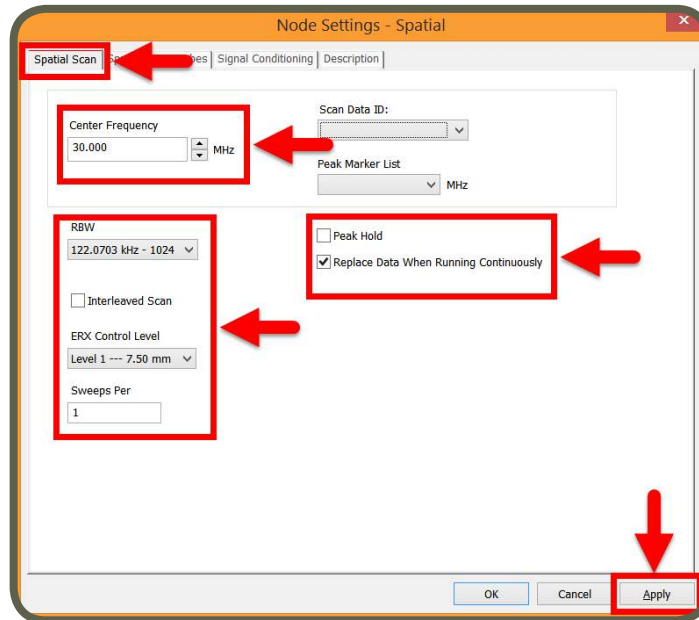 Node Settings - Spatial
Spatial Scan
Signal Conditioning
Description
Center Frequency
30.000
MHz
Scan Data ID:
Peak Marker List
MHz
RBW
122.0703 kHz - 1024
Interleaved Scan
ERX Control Level
Level 1 --- 7.50 mm
Sweeps Per
1
Peak Hold
Replace Data When Running Continuously
OK
Cancel
Apply